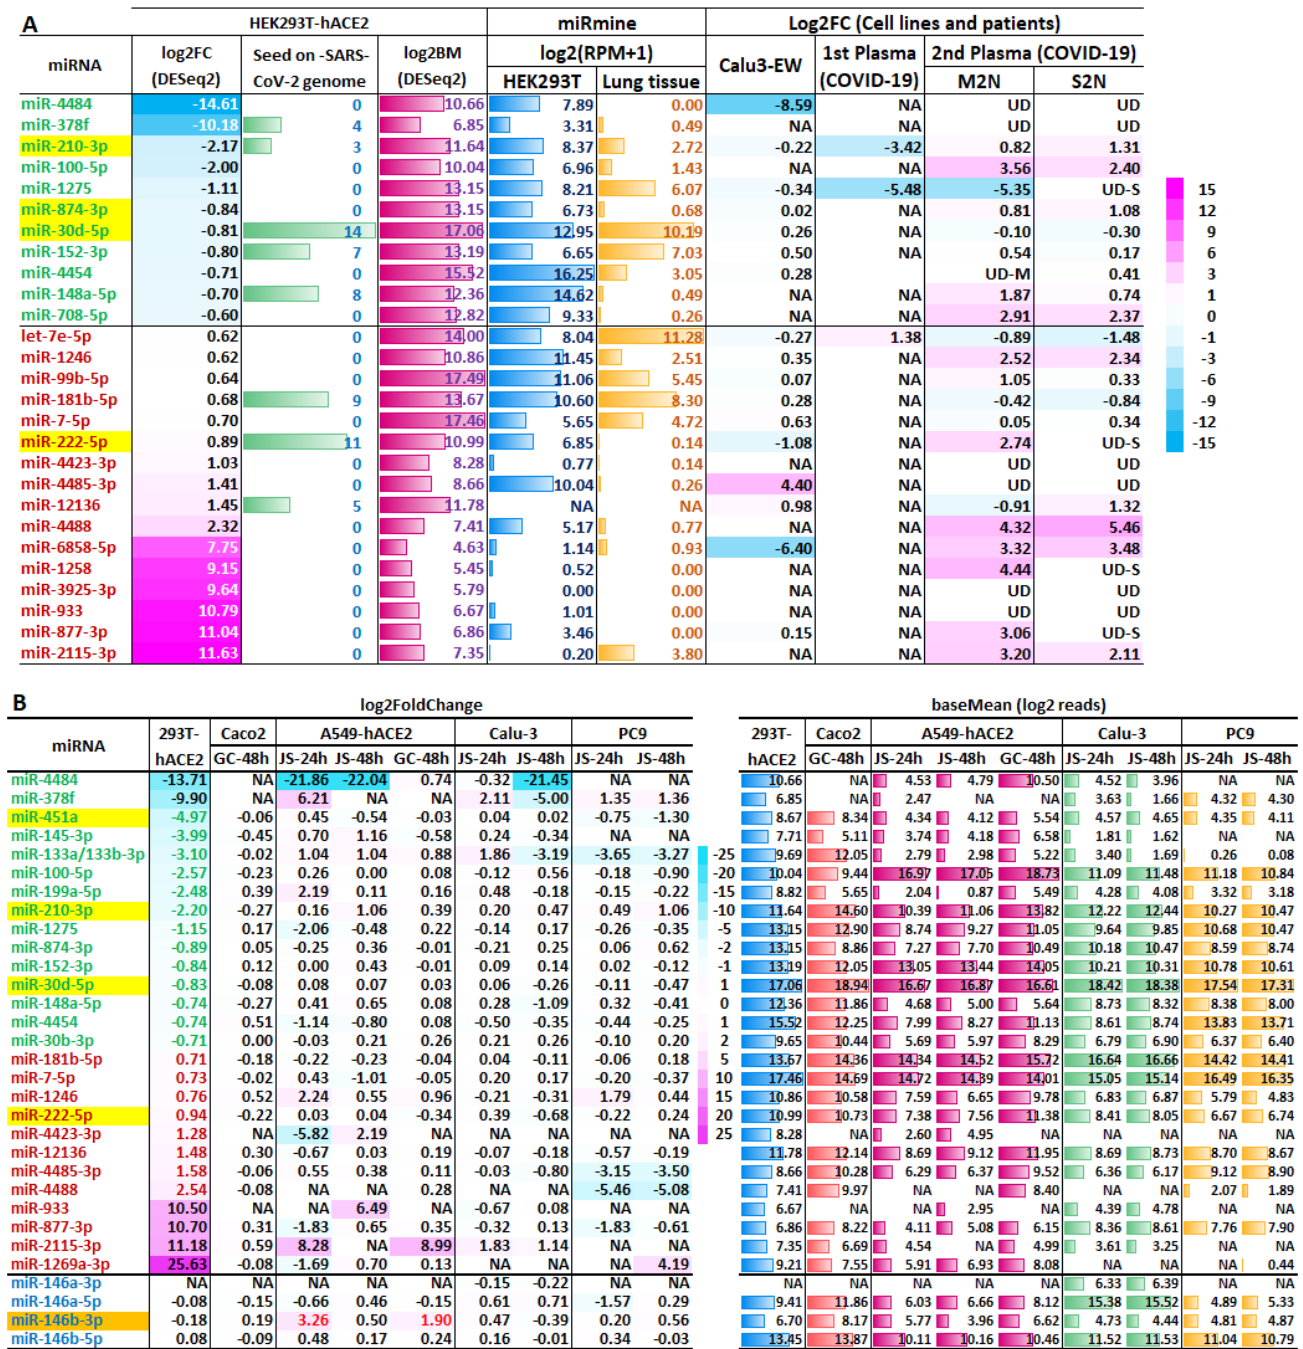 A
HEK293T-hACE2 miRmine Log2FC (Cell lines and patients)
miRNA log2FC (DESeq2) Seed on -SARS-CoV-2 genome log2BM (DESeq2) log2(RPM+1) Calu3-EW 1st Plasma (COVID-19) 2nd Plasma (COVID-19)
HEK293T Lung tissue M2N S2N
miR-4484 -14.61 0 10.66 7.89 0.00 -8.59 NA UD UD
miR-378f -10.18 4 6.85 3.31 0.49 NA NA UD UD
miR-210-3p -2.17 3 11.64 8.37 2.72 -0.22 -3.42 0.82 1.31
miR-100-5p -2.00 0 10.04 6.96 1.43 NA NA 3.56 2.40
miR-1275 -1.11 0 13.15 8.21 6.07 -0.34 -5.48 -5.35 UD-S
miR-874-3p -0.84 0 13.15 6.73 0.68 0.02 NA 0.81 1.08
miR-30d-5p -0.81 14 17.06 12.95 10.19 0.26 NA -0.10 -0.30
miR-152-3p -0.80 7 13.19 6.65 7.03 0.50 NA 0.54 0.17
miR-4454 -0.71 0 15.52 16.25 3.05 0.28 UD-M 0.41
miR-148a-5p -0.70 8 12.36 14.62 0.49 NA NA 1.87 0.74
miR-708-5p -0.60 0 12.82 9.33 0.26 NA NA 2.91 2.37
let-7e-5p 0.62 0 14.00 8.04 11.28 -0.27 1.38 -0.89 -1.48
miR-1246 0.62 0 10.86 11.45 2.51 0.35 NA 2.52 2.34
miR-99b-5p 0.64 0 17.49 11.06 5.45 0.07 NA 1.05 0.33
miR-181b-5p 0.68 9 13.67 10.60 8.30 0.28 NA -0.42 -0.84
miR-7-5p 0.70 0 17.46 5.65 4.72 0.63 NA 0.05 0.34
miR-222-5p 0.89 11 10.99 6.85 0.14 -1.08 NA 2.74 UD-S
miR-4423-3p 1.03 0 8.28 0.77 0.14 NA NA UD UD
miR-4485-3p 1.41 0 8.66 10.04 0.26 4.40 NA UD UD
miR-12136 1.45 5 11.78 NA NA 0.98 NA -0.91 1.32
miR-4488 2.32 0 7.41 5.17 0.77 NA NA 4.32 5.46
miR-6858-5p 7.75 0 4.63 1.14 0.93 -6.40 NA 3.32 3.48
miR-1258 9.15 0 5.45 0.52 0.00 NA NA 4.44 UD-S
miR-3925-3p 9.64 0 5.79 0.00 0.00 NA NA UD UD
miR-933 10.79 0 6.67 1.01 0.00 NA NA UD UD
miR-877-3p 11.04 0 6.86 3.46 0.00 0.15 NA 3.06 UD-S
miR-2115-3p 11.63 0 7.35 0.20 3.80 NA NA 3.20 2.11
15
12
9
6
3
1
0
-1
-3
-6
-9
-12
-15
B
log2FoldChange baseMean (log2 reads)
miRNA 293T-hACE2 Caco2 A549-hACE2 Calu-3 PC9 293T-hACE2 Caco2 A549-hACE2 Calu-3 PC9
GC-48h JS-24h JS-48h GC-48h JS-24h JS-48h JS-24h JS-48h GC-48h JS-24h JS-48h GC-48h JS-24h JS-48h JS-24h JS-48h
miR-4484 -13.71 NA -21.86 -22.04 0.74 -0.32 -21.45 NA NA 10.66 NA 4.53 4.79 10.50 4.52 3.96 NA NA
miR-378f -9.90 NA 6.21 NA NA 2.11 -5.00 1.35 1.36 6.85 NA 2.47 NA NA 3.63 1.66 4.32 4.30
miR-451a -4.97 -0.06 0.45 -0.54 -0.03 0.04 0.02 -0.75 -1.30 8.67 8.34 4.34 4.12 5.54 4.57 4.65 4.35 4.11
miR-145-3p -3.99 -0.45 0.70 1.16 -0.58 0.24 -0.34 NA NA 7.71 5.11 3.74 4.18 6.58 1.81 1.62 NA NA
miR-133a/133b-3p -3.10 -0.02 1.04 1.04 0.88 1.86 -3.19 -3.65 -3.27 9.69 12.05 2.79 2.98 5.22 3.40 1.69 0.26 0.08
miR-100-5p -2.57 -0.23 0.26 0.00 0.08 -0.12 0.56 -0.18 -0.90 10.04 9.44 16.97 17.05 18.73 11.09 11.48 11.18 10.84
miR-199a-5p -2.48 0.39 2.19 0.11 0.16 0.48 -0.18 -0.15 -0.22 8.82 5.65 2.04 0.87 5.49 4.28 4.08 3.32 3.18
miR-210-3p -2.20 -0.27 0.16 1.06 0.39 0.20 0.47 0.49 1.06 11.64 14.60 10.39 11.06 13.82 12.22 12.44 10.27 10.47
miR-1275 -1.15 0.17 -2.06 -0.48 0.22 -0.14 0.17 -0.26 -0.35 13.15 12.90 8.74 9.27 11.05 9.64 9.85 10.68 10.47
miR-874-3p -0.89 0.05 -0.25 0.36 -0.01 -0.21 0.25 0.06 0.62 13.15 8.86 7.27 7.70 10.49 10.18 10.47 8.59 8.74
miR-152-3p -0.84 0.12 0.00 0.43 -0.01 0.09 0.14 0.02 -0.12 13.19 12.05 13.05 13.44 14.05 10.21 10.31 10.78 10.61
miR-30d-5p -0.83 -0.08 0.08 0.07 0.03 0.06 -0.26 -0.11 -0.47 17.06 18.94 16.67 16.87 16.61 18.42 18.38 17.54 17.31
miR-148a-5p -0.74 -0.27 0.41 0.65 0.08 0.28 -1.09 0.32 -0.41 12.36 11.86 4.68 5.00 5.64 8.73 8.32 8.38 8.00
miR-4454 -0.74 0.51 -1.14 -0.80 0.08 -0.50 -0.35 -0.44 -0.25 15.52 12.25 7.99 8.27 11.13 8.61 8.74 13.83 13.71
miR-30b-3p -0.71 0.00 -0.03 0.21 0.26 0.21 0.26 -0.10 0.20 9.65 10.44 5.69 5.97 8.29 6.79 6.90 6.37 6.40
miR-181b-5p 0.71 -0.18 -0.22 -0.23 -0.04 0.04 -0.11 -0.06 0.18 13.67 14.36 14.34 14.52 15.72 16.64 16.66 14.42 14.41
miR-7-5p 0.73 -0.02 0.43 -1.01 -0.05 0.20 0.17 -0.20 -0.37 17.46 14.69 14.72 14.39 14.01 15.05 15.14 16.49 16.35
miR-1246 0.76 0.52 2.24 0.55 0.96 -0.21 -0.31 1.79 0.44 10.86 10.58 7.59 6.65 9.78 6.83 6.87 5.79 4.83
miR-222-5p 0.94 -0.22 0.03 0.04 -0.34 0.39 -0.68 -0.22 0.24 10.99 10.73 7.38 7.56 11.38 8.41 8.05 6.67 6.74
miR-4423-3p 1.28 NA -5.82 2.19 NA NA NA NA NA 8.28 NA 2.60 4.95 NA NA NA NA NA
miR-12136 1.48 0.30 -0.67 0.03 0.19 -0.07 -0.18 -0.57 -0.19 11.78 12.14 8.69 9.12 11.95 8.69 8.73 8.70 8.67
miR-4485-3p 1.58 -0.06 0.55 0.38 0.11 -0.03 -0.80 -3.15 -3.50 8.66 10.28 6.29 6.37 9.52 6.36 6.17 9.12 8.90
miR-4488 2.54 -0.08 NA NA 0.28 NA NA -5.46 -5.08 7.41 9.97 NA NA 8.40 NA NA 2.07 1.89
miR-933 10.50 NA NA 6.49 NA -0.67 0.08 NA NA 6.67 NA NA 2.95 NA 4.39 4.78 NA NA
miR-877-3p 10.70 0.31 -1.83 0.65 0.35 -0.32 0.13 -1.83 -0.61 6.86 8.22 4.11 5.08 6.15 8.36 8.61 7.76 7.90
miR-2115-3p 11.18 0.59 8.28 NA 8.99 1.83 1.14 NA NA 7.35 6.69 4.54 NA 4.99 3.61 3.25 NA NA
miR-1269a-3p 25.63 -0.08 -1.69 0.70 0.13 NA NA NA 4.19 9.21 7.55 5.91 6.93 8.08 NA NA NA 0.44
miR-146a-3p NA NA NA NA NA -0.15 -0.22 NA NA NA NA NA NA NA 6.33 6.39 NA NA
miR-146a-5p -0.08 -0.15 -0.66 0.46 -0.15 0.61 0.71 -1.57 0.29 9.41 11.86 6.03 6.66 8.12 15.38 15.52 4.89 5.33
miR-146b-3p -0.18 0.19 3.26 0.50 1.90 0.47 -0.39 0.20 0.56 6.70 8.17 5.77 3.96 6.62 4.73 4.44 4.81 4.87
miR-146b-5p 0.08 -0.09 0.48 0.17 0.24 0.16 -0.01 0.34 -0.03 13.45 13.87 10.11 10.16 10.46 11.52 11.53 11.04 10.79
-25
-20
-15
-10
-5
-2
-1
1
0
1
2
5
10
15
20
25